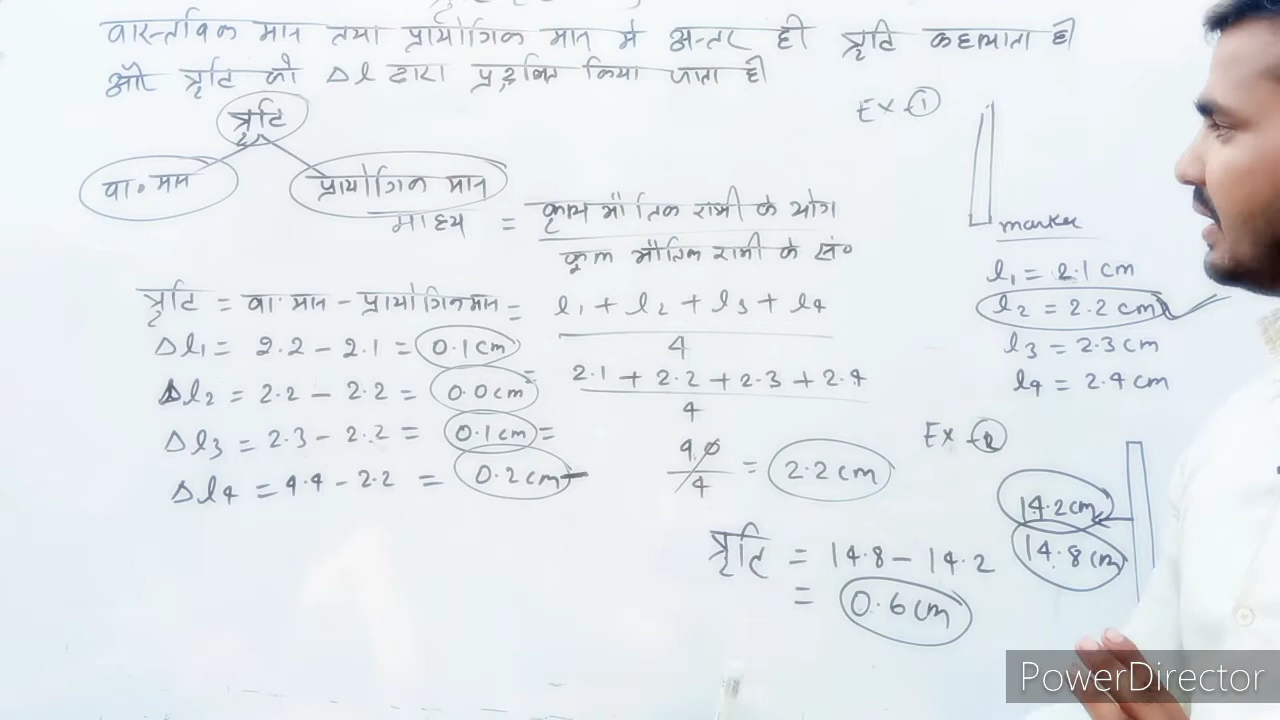 वास्तविक मान तथा प्रायोगिक मान मे अन्तर ही त्रृटि कहलाता है
और त्रृटि को Δl द्वारा प्रदर्शित किया जाता है
त्रृटि
वा० मान प्रायोगिक मान
माध्य = कुल भौतिक राशी के योग
कुल भौतिक राशी के सं०
त्रृटि = वा. मान - प्रायोगिक मान = l1 + l2 + l3 + l4
4
Δl1 = 2.2 - 2.1 = 0.1cm
= 2.1 + 2.2 + 2.3 + 2.4
4
Δl2 = 2.2 - 2.2 = 0.0cm
Δl3 = 2.3 - 2.2 = 0.1cm =
9.0
4
= 2.2cm
Δl4 = 4.4 - 2.2 = 0.2cm
Ex-1
marker
l1 = 2.1 cm
l2 = 2.2 cm
l3 = 2.3 cm
l4 = 2.4 cm
Ex-2
14.2cm
14.8cm
त्रृटि = 14.8 - 14.2
= 0.6cm
PowerDirector